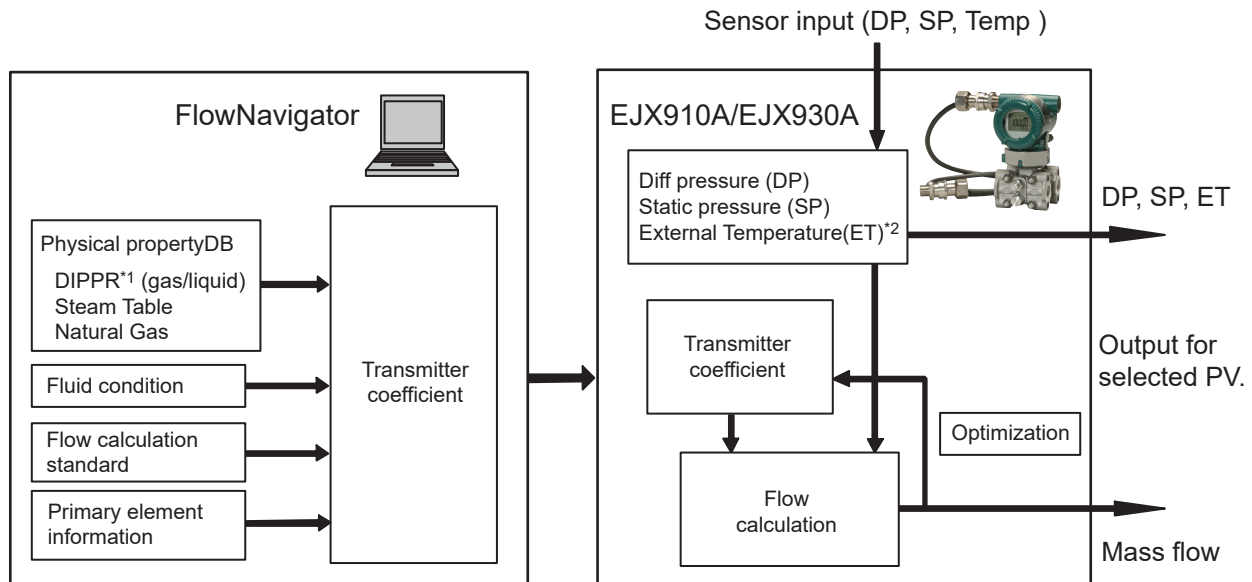 Sensor input (DP, SP, Temp )
FlowNavigator
Physical propertyDB
DIPPR*1 (gas/liquid)
Steam Table
Natural Gas
Fluid condition
Flow calculation
standard
Primary element
information
Transmitter
coefficient
EJX910A/EJX930A
Diff pressure (DP)
Static pressure (SP)
External Temperature(ET)*2
Transmitter
coefficient
Optimization
Flow
calculation
DP, SP, ET
Output for
selected PV.
Mass flow